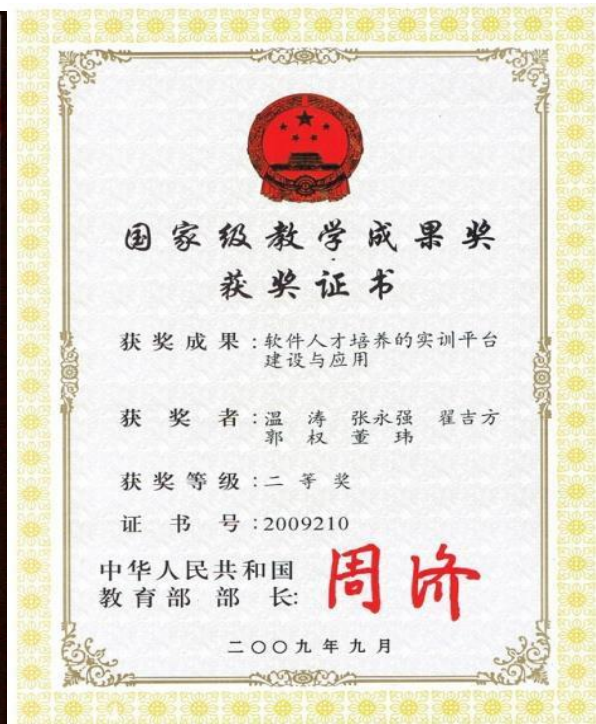 国家级教学成果奖
获奖证书
获奖成果：软件人才培养的实训平台
建设与应用
获奖者：温涛 张永强 翟吉方
郭权 董玮
获奖等级：二等奖
证书号：2009210
中华人民共和国
教育部部长：周济
二〇〇九年九月